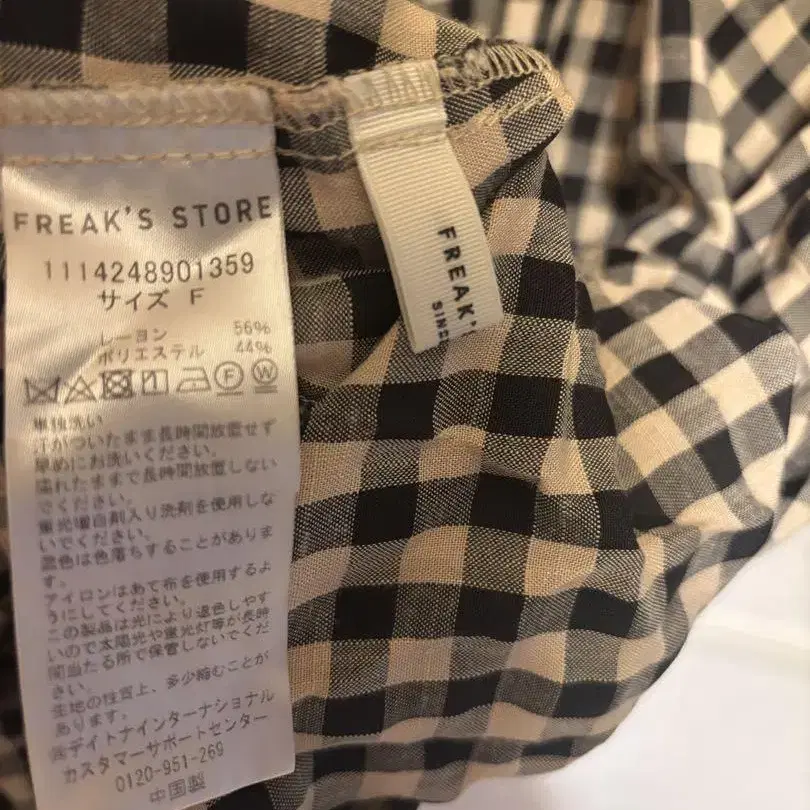 FREAK'S STORE
1114248901359
サイズ F
レーヨン 56%
ポリエステル 44%
F W
単独洗い
汗がついたまま長時間放置せず
早めにお洗いください。
濡れたままで長時間放置しない
でください。
蛍光増白剤入り洗剤を使用しな
いでください。
濃色は色落ちすることがありま
す。
アイロンはあて布を使用するよ
うにしてください。
この製品は光により退色しやす
いので太陽光や蛍光灯等が長時
間当たる所で保管しないでくだ
さい。
生地の性質上、多少縮むことが
あります。
㈱デイトナインターナショナル
カスタマーサポートセンター
0120-951-269
中国製
FREAK'S
SINCE